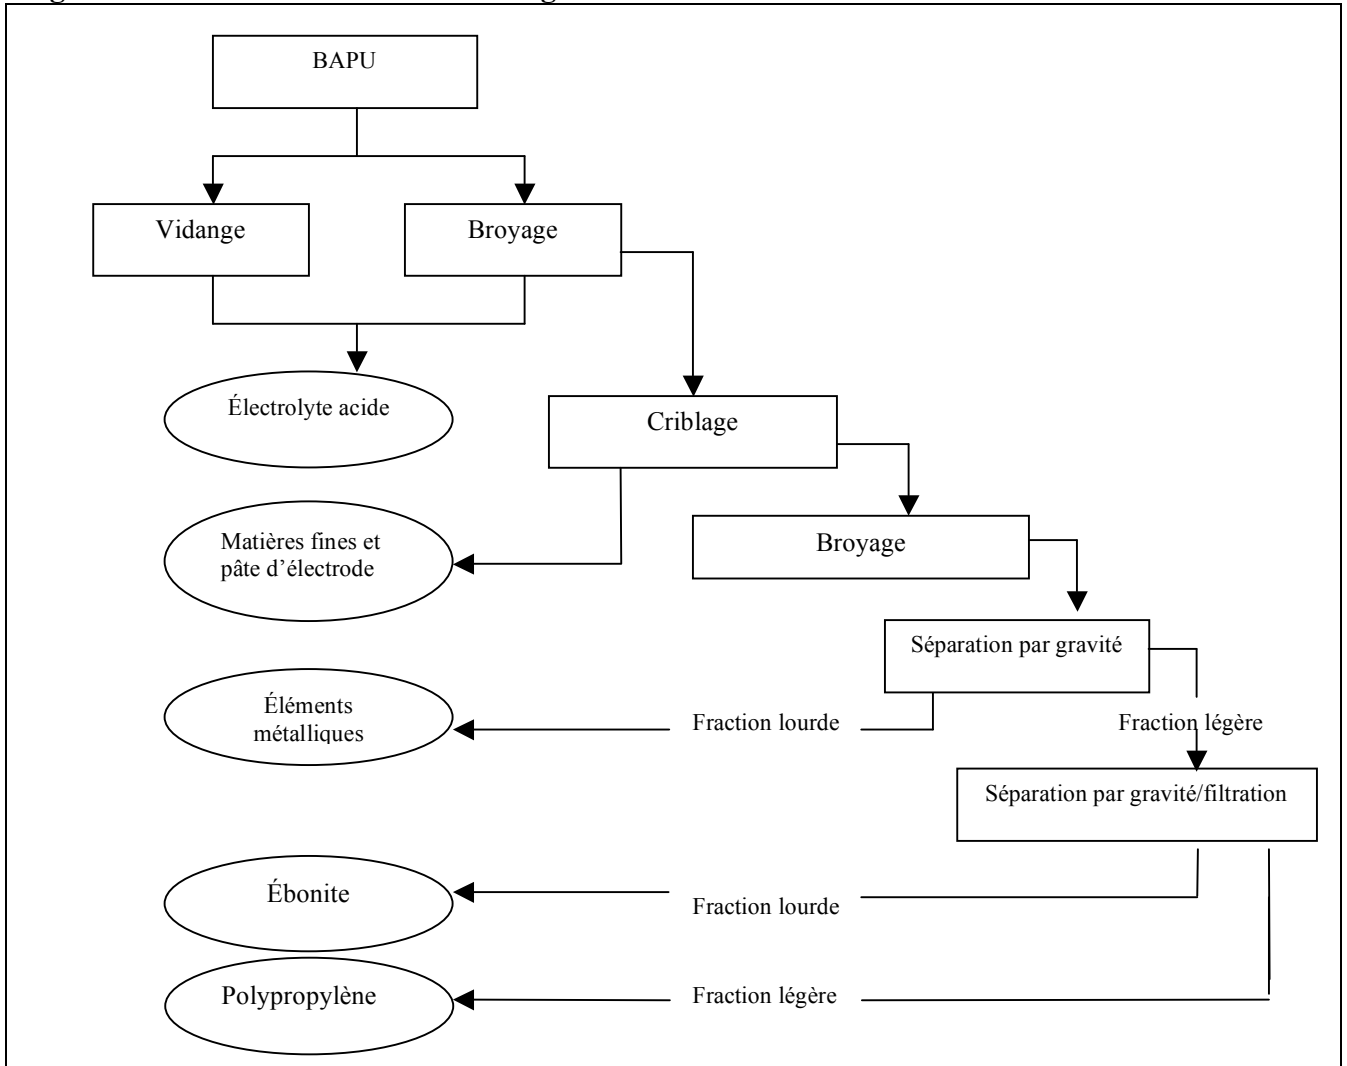 BAPU
Vidange
Broyage
Électrolyte acide
Criblage
Matières fines et
pâte d’électrode
Broyage
Séparation par gravité
Éléments
métalliques
Fraction lourde
Fraction légère
Séparation par gravité/filtration
Ébonite
Fraction lourde
Polypropylène
Fraction légère